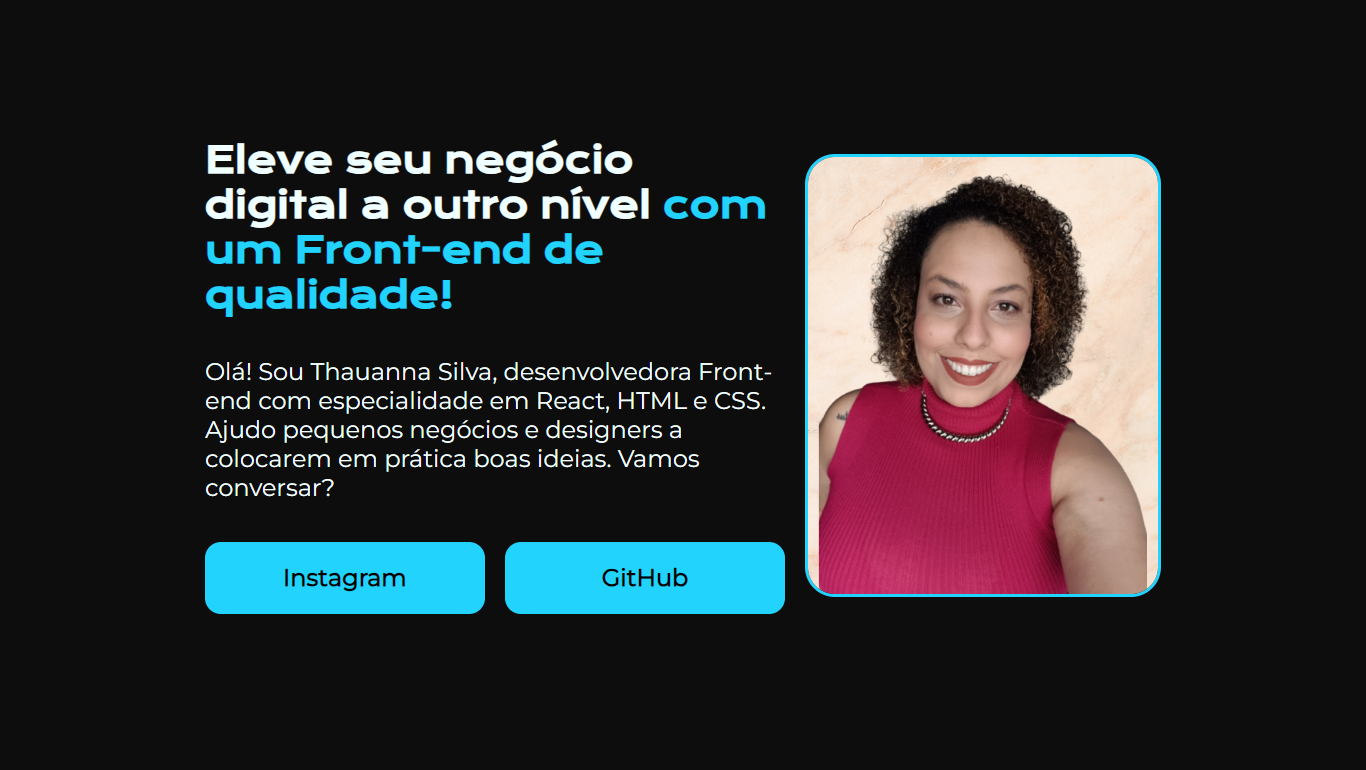 Eleve seu negócio
digital a outro nível com
um Front-end de
qualidade!
Olá! Sou Thauanna Silva, desenvolvedora Front-
end com especialidade em React, HTML e CSS.
Ajudo pequenos negócios e designers a
colocarem em prática boas ideias. Vamos
conversar?
Instagram
GitHub